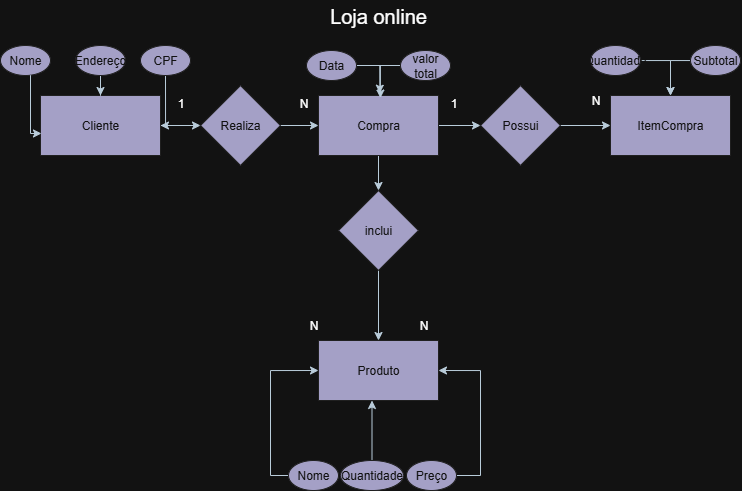 Loja online
Nome
Endereço
CPF
Data
valor
total
Quantidade
Subtotal
1
N
1
N
Cliente
Realiza
Compra
Possui
ItemCompra
inclui
N
N
Produto
Nome
Quantidade
Preço